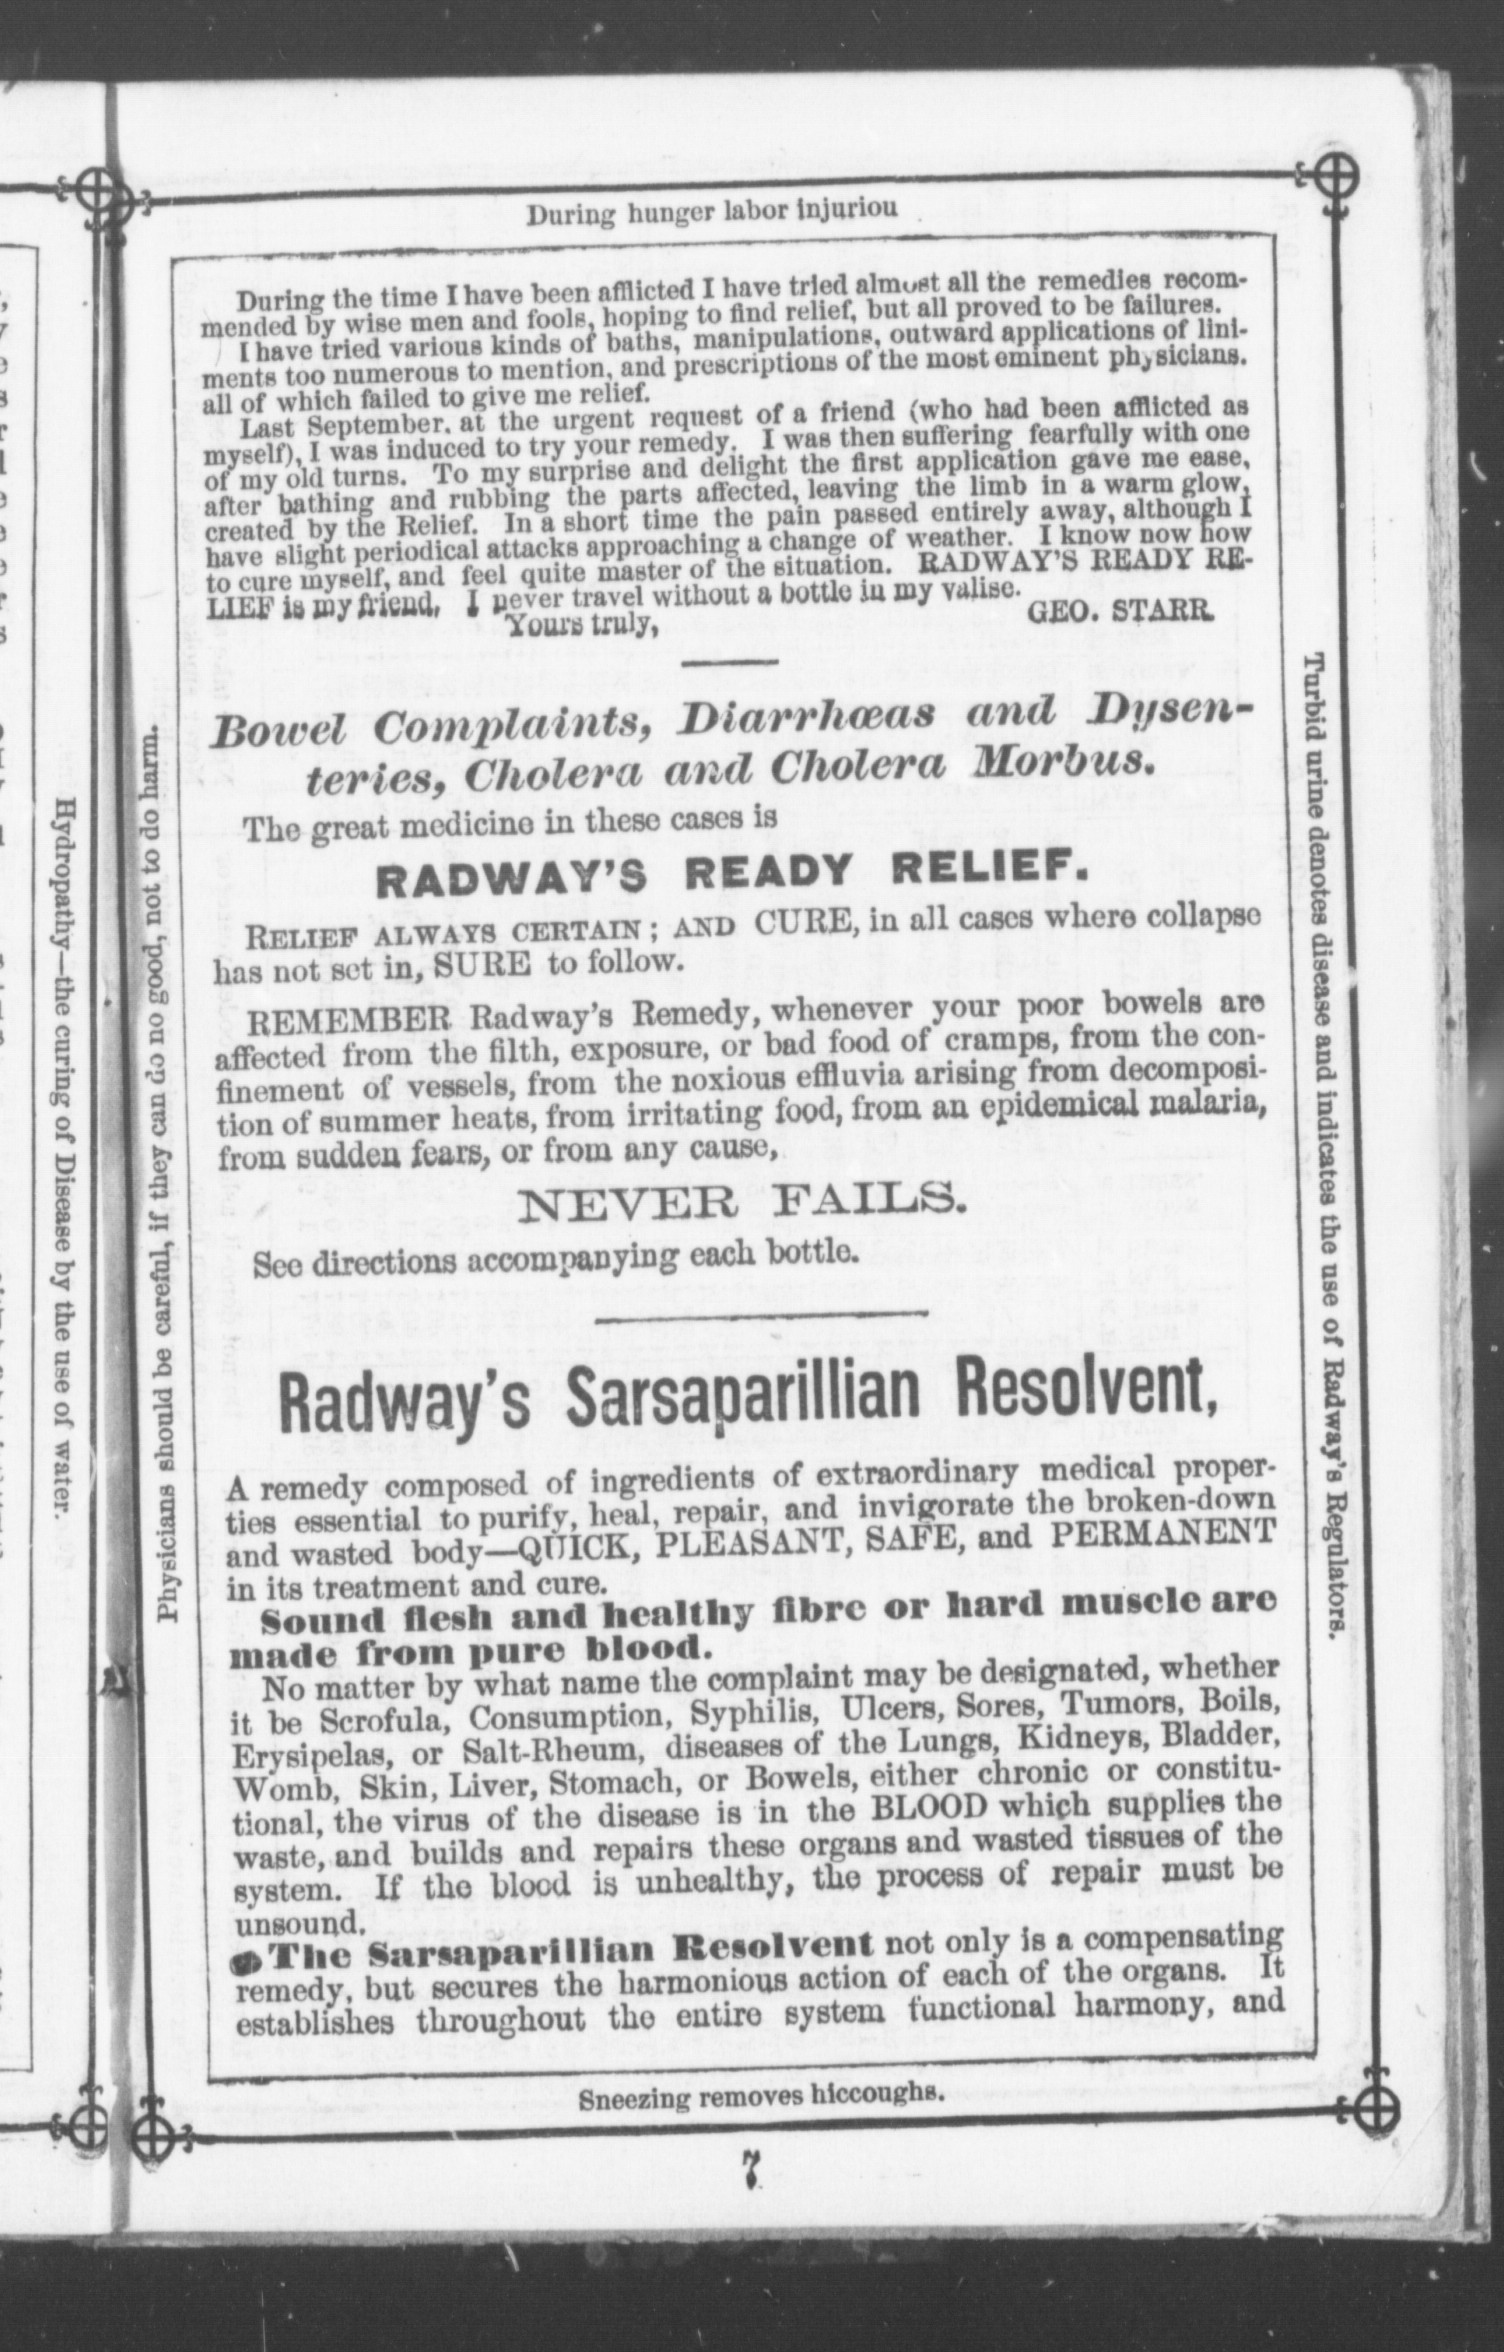 During hunger labor injuriou
During the time I have been afflicted I have tried almost all the remedies recom-
mended by wise men and fools, hoping to find relief, but all proved to be failures.
I have tried various kinds of baths, manipulations, outward applications of lini-
ments too numerous to mention, and prescriptions of the most eminent physicians.
all of which failed to give me relief.
Last September, at the urgent request of a friend (who had been afflicted as
myself), I was induced to try your remedy. I was then suffering fearfully with one
of my old turns. To my surprise and delight the first application gave me ease,
after bathing and rubbing the parts affected, leaving the limb in a warm glow,
created by the Relief. In a short time the pain passed entirely away, although I
have slight periodical attacks approaching a change of weather. I know now how
to cure myself, and feel quite master of the situation. RADWAY'S READY RE-
LIEF is my friend, I never travel without a bottle in my valise.
Yours truly, GEO. STARR.
Bowel Complaints, Diarrhœas and Dysen-
teries, Cholera and Cholera Morbus.
The great medicine in these cases is
RADWAY'S READY RELIEF.
RELIEF ALWAYS CERTAIN; AND CURE, in all cases where collapse
has not set in, SURE to follow.
REMEMBER Radway's Remedy, whenever your poor bowels are
affected from the filth, exposure, or bad food of cramps, from the con-
finement of vessels, from the noxious effluvia arising from decomposi-
tion of summer heats, from irritating food, from an epidemical malaria,
from sudden fears, or from any cause,
NEVER FAILS.
See directions accompanying each bottle.
Radway's Sarsaparillian Resolvent,
A remedy composed of ingredients of extraordinary medical proper-
ties essential to purify, heal, repair, and invigorate the broken-down
and wasted body—QUICK, PLEASANT, SAFE, and PERMANENT
in its treatment and cure.
Sound flesh and healthy fibre or hard muscle are
made from pure blood.
No matter by what name the complaint may be designated, whether
it be Scrofula, Consumption, Syphilis, Ulcers, Sores, Tumors, Boils,
Erysipelas, or Salt-Rheum, diseases of the Lungs, Kidneys, Bladder,
Womb, Skin, Liver, Stomach, or Bowels, either chronic or constitu-
tional, the virus of the disease is in the BLOOD which supplies the
waste, and builds and repairs these organs and wasted tissues of the
system. If the blood is unhealthy, the process of repair must be
unsound.
The Sarsaparillian Resolvent not only is a compensating
remedy, but secures the harmonious action of each of the organs. It
establishes throughout the entire system functional harmony, and
Sneezing removes hiccoughs.
7
Hydropathy—the curing of Disease by the use of water.
Physicians should be careful, if they can do no good, not to do harm.
Turbid urine denotes disease and indicates the use of Radway's Regulators.